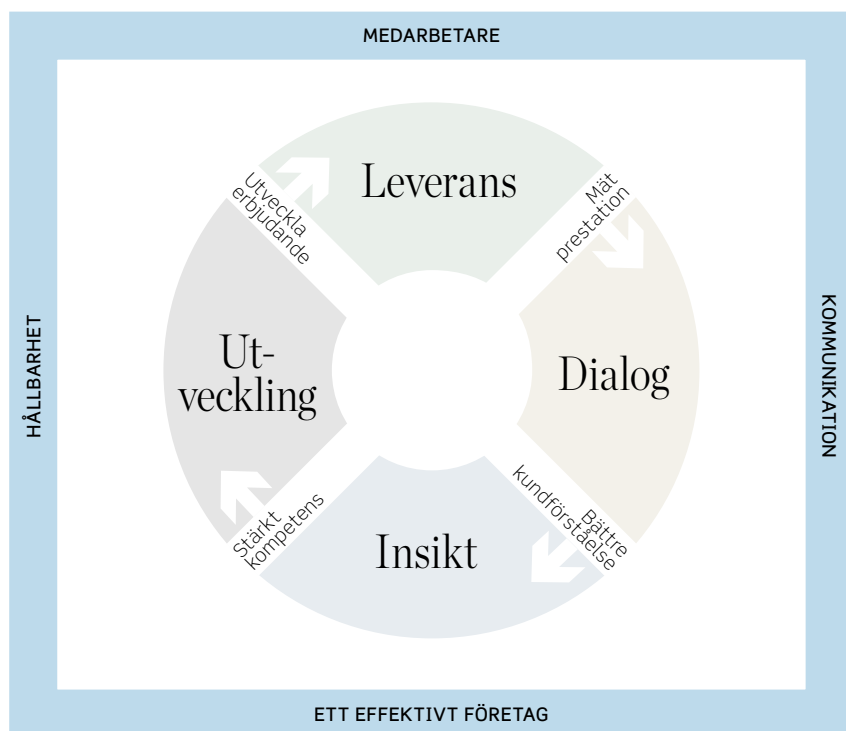 MEDARBETARE
Leverans
Utveckla
erbjudande
Mät
prestation
HÅLLBARHET
Ut-
veckling
Dialog
KOMMUNIKATION
Stärkt
kompetens
Insikt
Bättre
kundförståelse
ETT EFFEKTIVT FÖRETAG